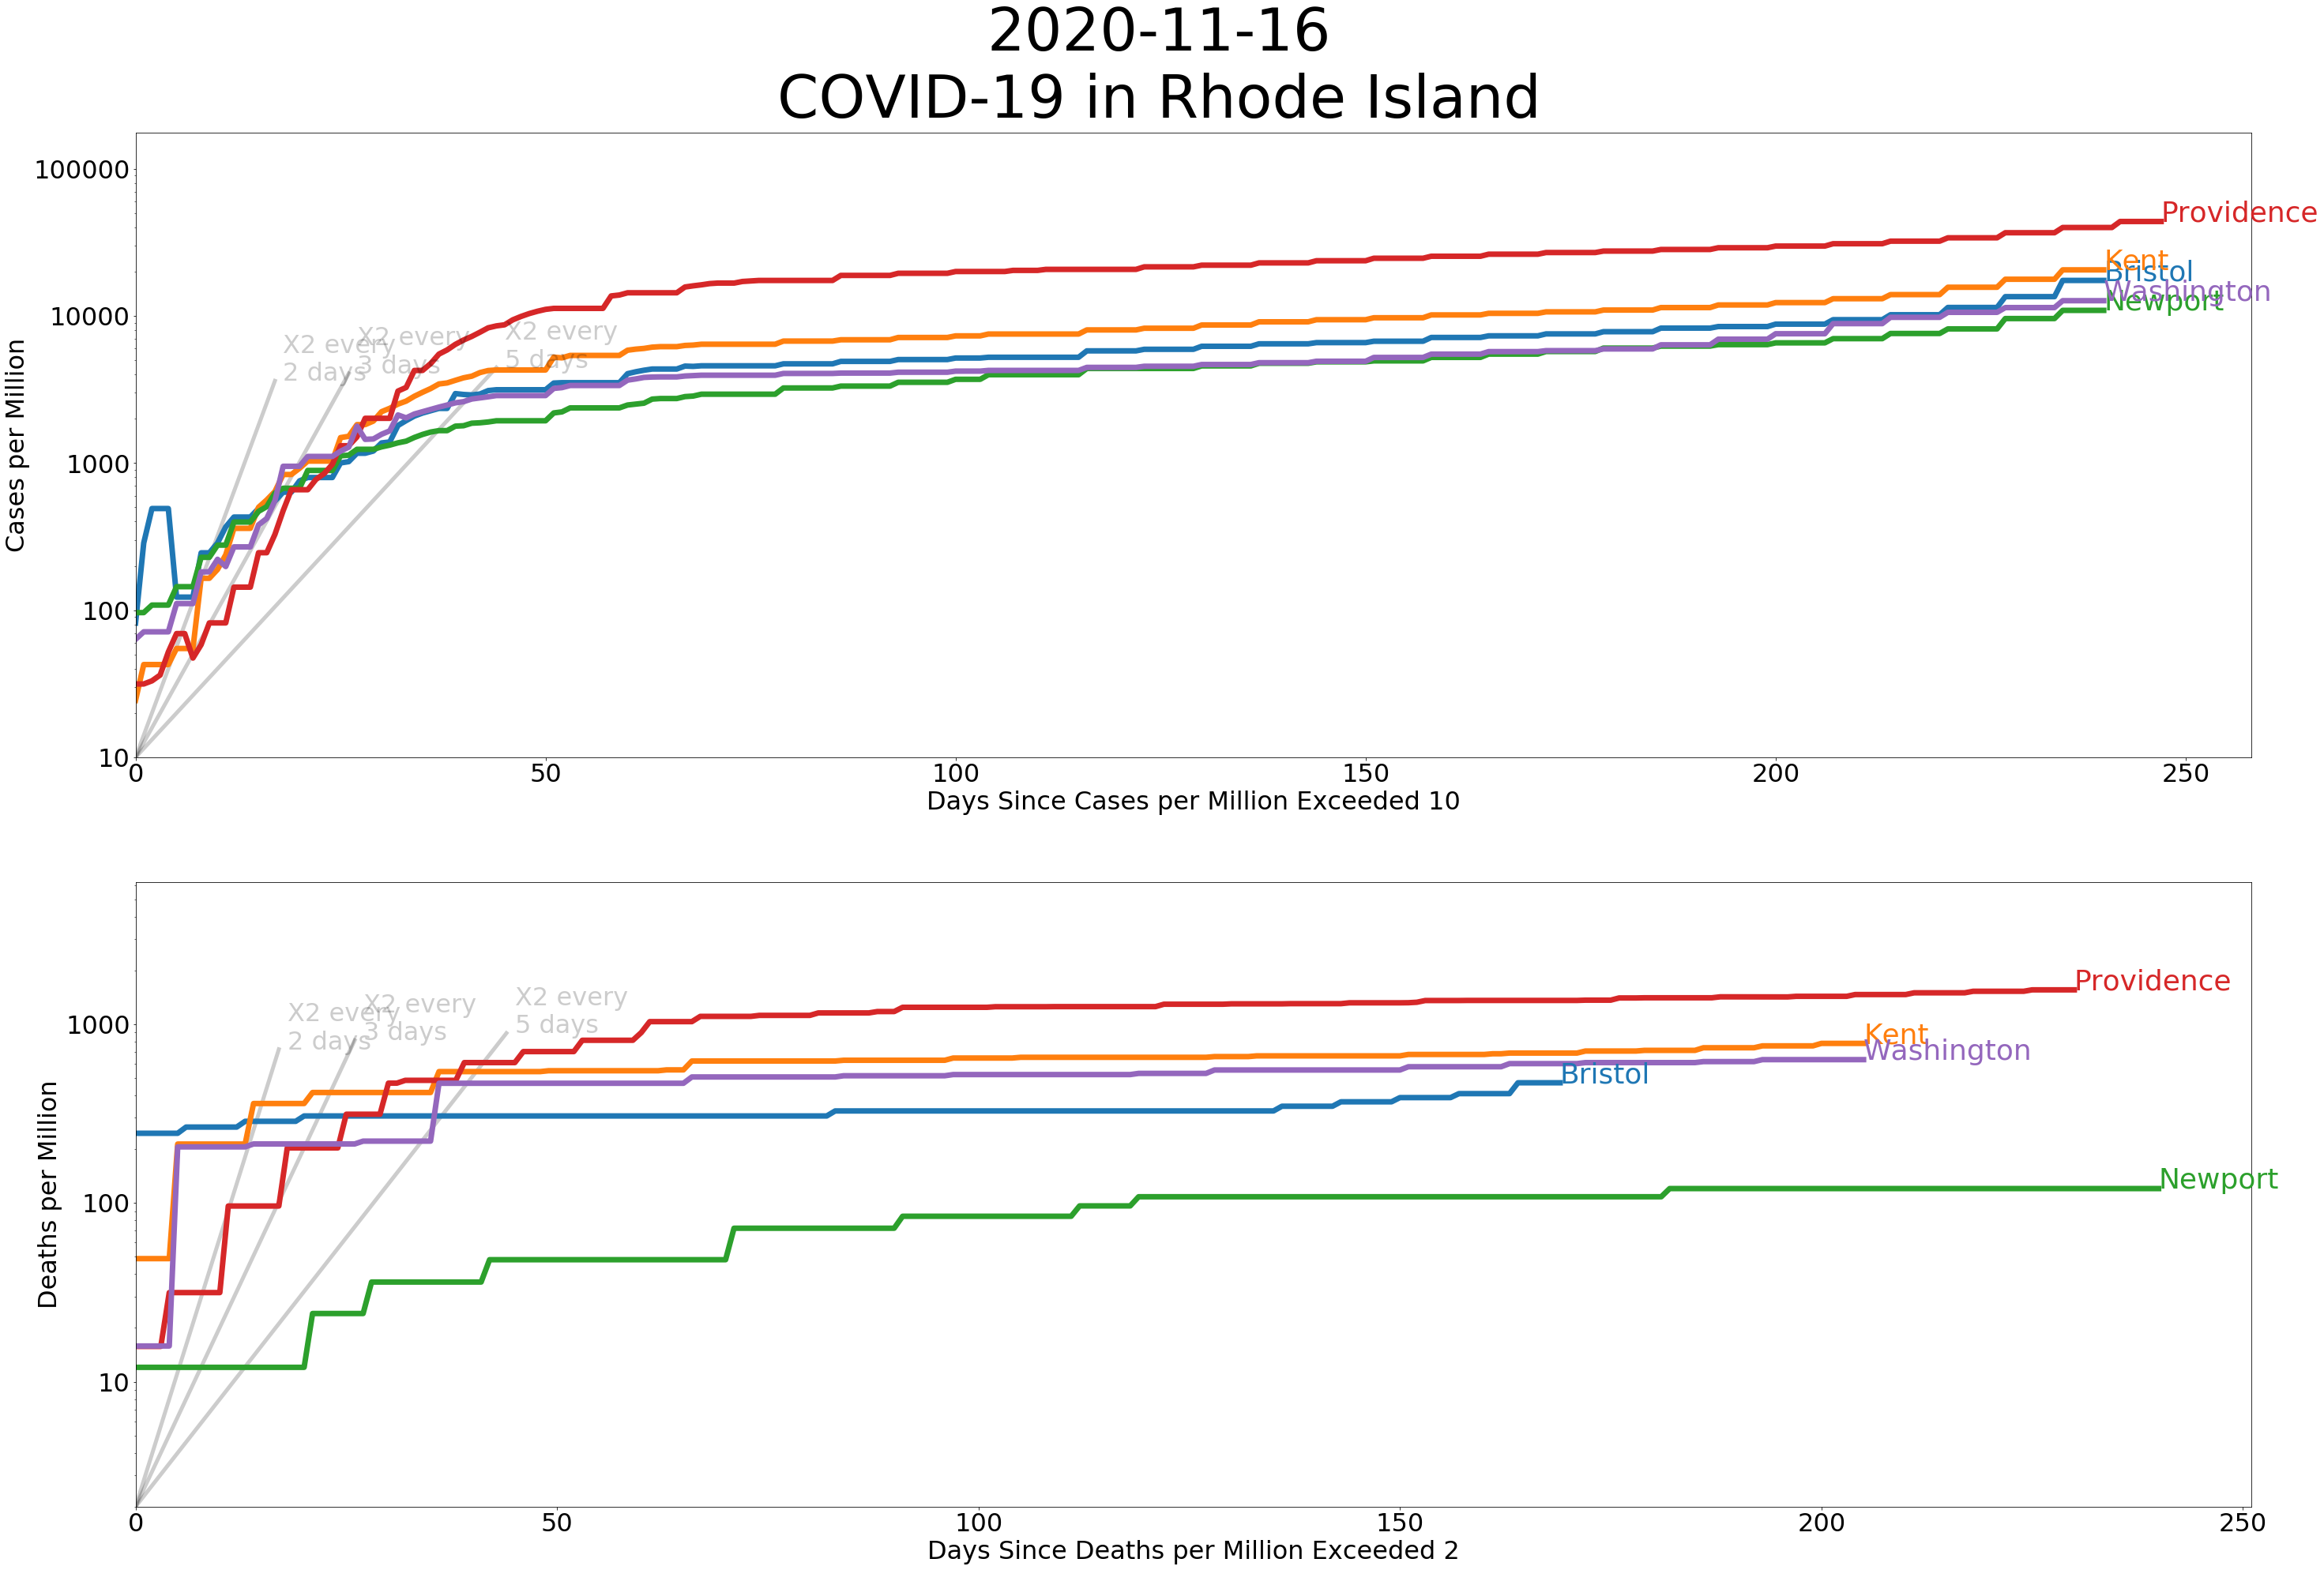 2020-11-16
COVID-19 in Rhode Island
100000
10000
1000
100
10
Cases per Million
X2 every
2 days
X2 every
3 days
X2 every
5 days
Providence
Kent
Bristol
Washington
Newport
0
50
100
150
200
250
Days Since Cases per Million Exceeded 10
1000
100
10
Deaths per Million
X2 every
2 days
X2 every
3 days
X2 every
5 days
Providence
Kent
Washington
Bristol
Newport
0
50
100
150
200
250
Days Since Deaths per Million Exceeded 2